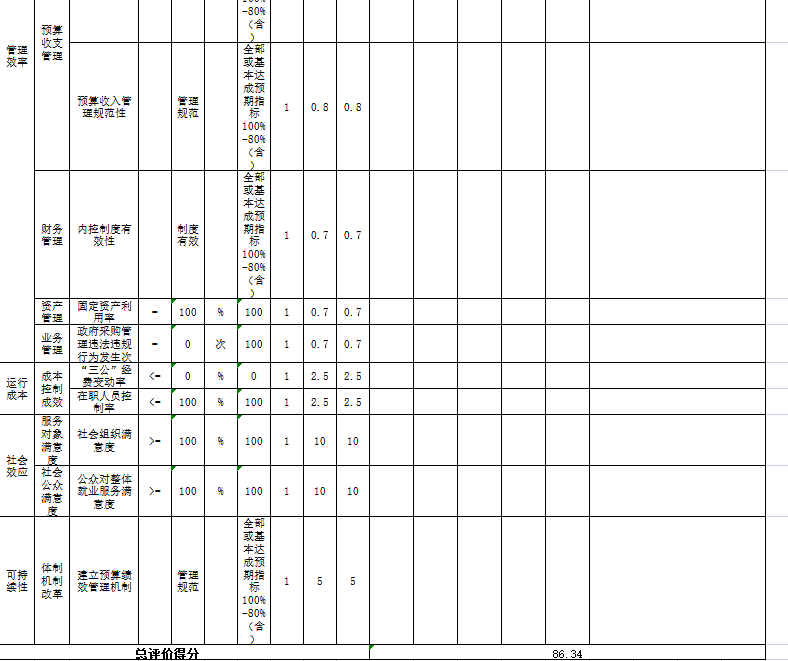 100%
-80%
（含
）
管理
效率
预算
收支
管理
预算收入管
理规范性
管理
规范
全部
或基
本达
成预
期指
标
100%
-80%
（含
）
1
0.8
0.8
财务
管理
内控制度有
效性
制度
有效
全部
或基
本达
成预
期指
标
100%
-80%
（含
）
1
0.7
0.7
资产
管理
固定资产利
用率
=
100
%
100
1
0.7
0.7
业务
管理
政府采购管
理违法违规
行为发生次
=
0
次
100
1
0.7
0.7
运行
成本
成本
控制
成效
“三公”经
费变动率
<=
0
%
0
1
2.5
2.5
在职人员控
制率
<=
100
%
100
1
2.5
2.5
社会
效应
服务
对象
满意
度
社会组织满
意度
>=
100
%
100
1
10
10
社会
公众
满意
度
公众对整体
就业服务满
意度
>=
100
%
100
1
10
10
可持
续性
体制
机制
改革
建立预算绩
效管理机制
管理
规范
全部
或基
本达
成预
期指
标
100%
-80%
（含
）
1
5
5
总评价得分
86.34